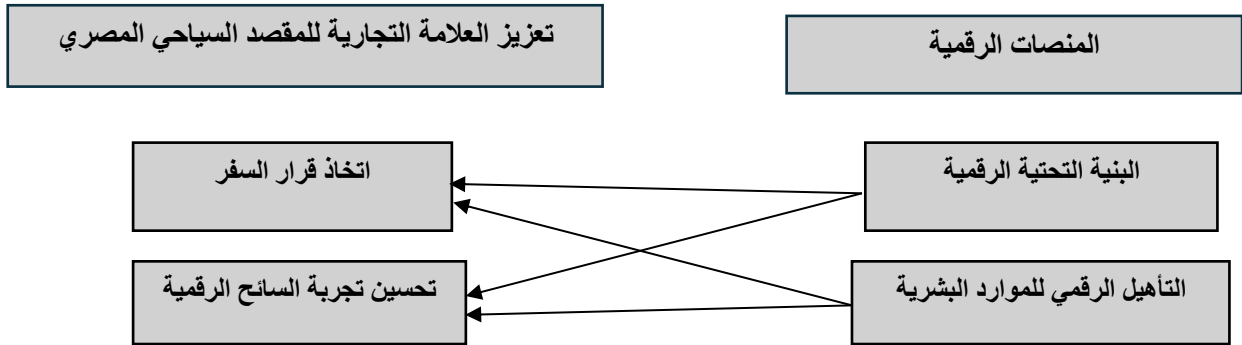 المنصات الرقمية
تعزيز العلامة التجارية للمقصد السياحي المصري
البنية التحتية الرقمية
اتخاذ قرار السفر
التأهيل الرقمي للموارد البشرية
تحسين تجربة السائح الرقمية